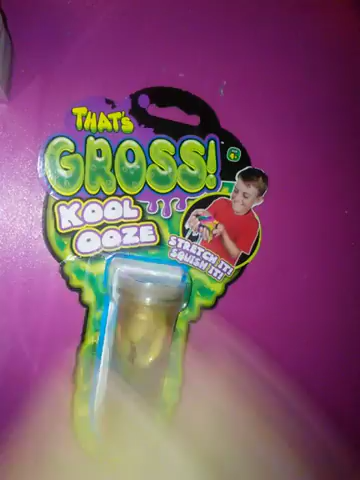 THAT'S
GROSS!
KOOL
OOZE
STRETCH IT!
SQUISH IT!